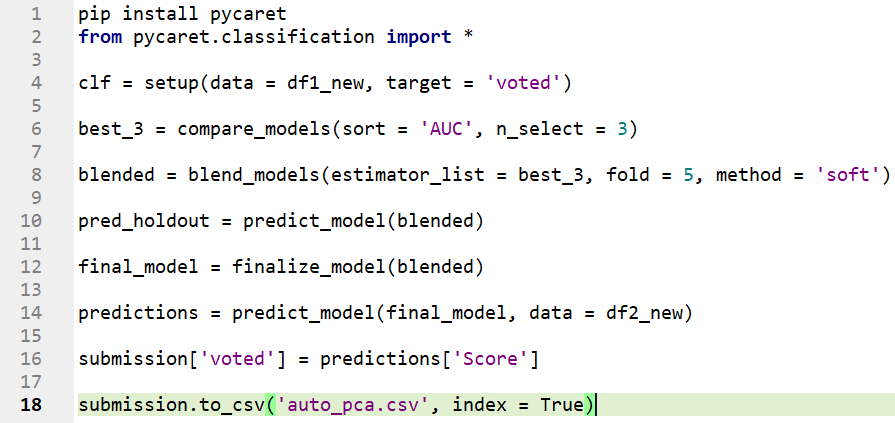 1 pip install pycaret
2 from pycaret.classification import *
3
4 clf = setup(data = df1_new, target = 'voted')
5
6 best_3 = compare_models(sort = 'AUC', n_select = 3)
7
8 blended = blend_models(estimator_list = best_3, fold = 5, method = 'soft')
9
10 pred_holdout = predict_model(blended)
11
12 final_model = finalize_model(blended)
13
14 predictions = predict_model(final_model, data = df2_new)
15
16 submission['voted'] = predictions['Score']
17
18 submission.to_csv('auto_pca.csv', index = True)